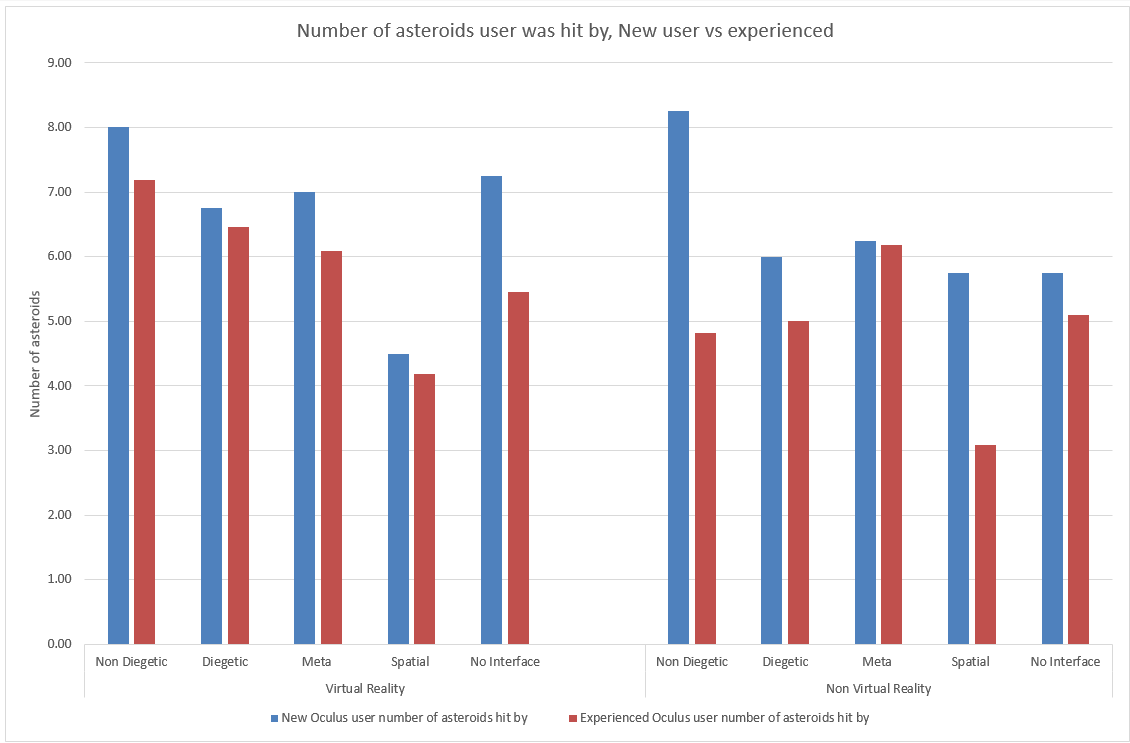 Number of asteroids user was hit by, New user vs experienced
9.00
8.00
7.00
6.00
5.00
4.00
3.00
2.00
1.00
0.00
Number of asteroids
Non Diegetic Diegetic Meta Spatial No Interface Non Diegetic Diegetic Meta Spatial No Interface
Virtual Reality Non Virtual Reality
New Oculus user number of asteroids hit by Experienced Oculus user number of asteroids hit by